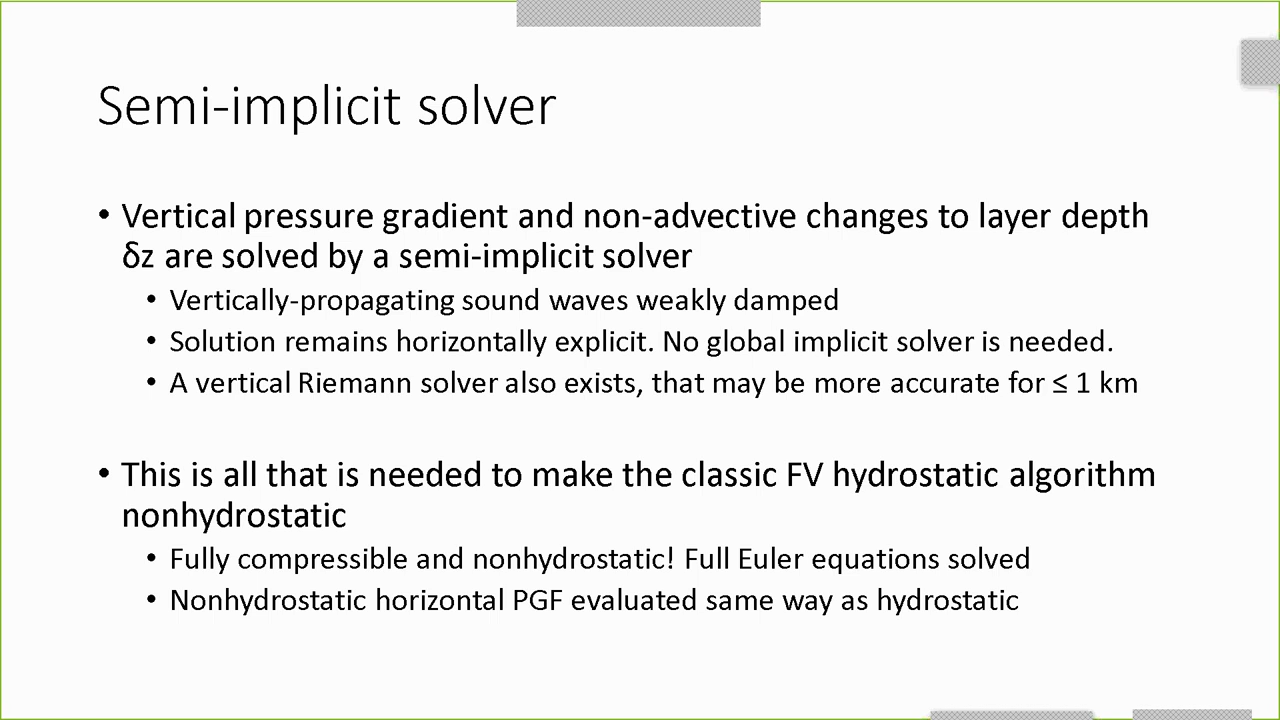 Semi-implicit solver
• Vertical pressure gradient and non-advective changes to layer depth
δz are solved by a semi-implicit solver
• Vertically-propagating sound waves weakly damped
• Solution remains horizontally explicit. No global implicit solver is needed.
• A vertical Riemann solver also exists, that may be more accurate for ≤ 1 km
• This is all that is needed to make the classic FV hydrostatic algorithm
nonhydrostatic
• Fully compressible and nonhydrostatic! Full Euler equations solved
• Nonhydrostatic horizontal PGF evaluated same way as hydrostatic